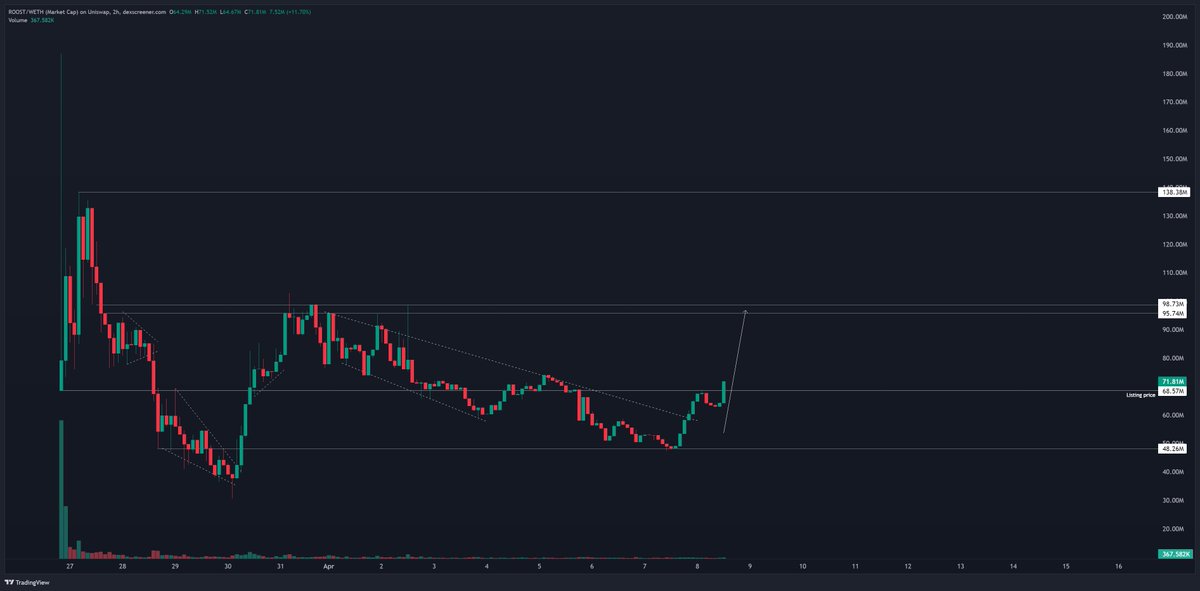 ROOST/WETH (Market Cap) on Uniswap, 2h, dexscreener.com O64.29M H71.52M L64.67M C71.81M 7.52M (+11.70%)
Volume 367.582K
200.00M
190.00M
180.00M
170.00M
160.00M
150.00M
138.38M
130.00M
120.00M
110.00M
98.73M
95.74M
90.00M
80.00M
71.81M
68.57M
Listing price
60.00M
48.26M
40.00M
30.00M
20.00M
367.582K
27 28 29 30 31 Apr 2 3 4 5 6 7 8 9 10 11 12 13 14 15 16
TradingView